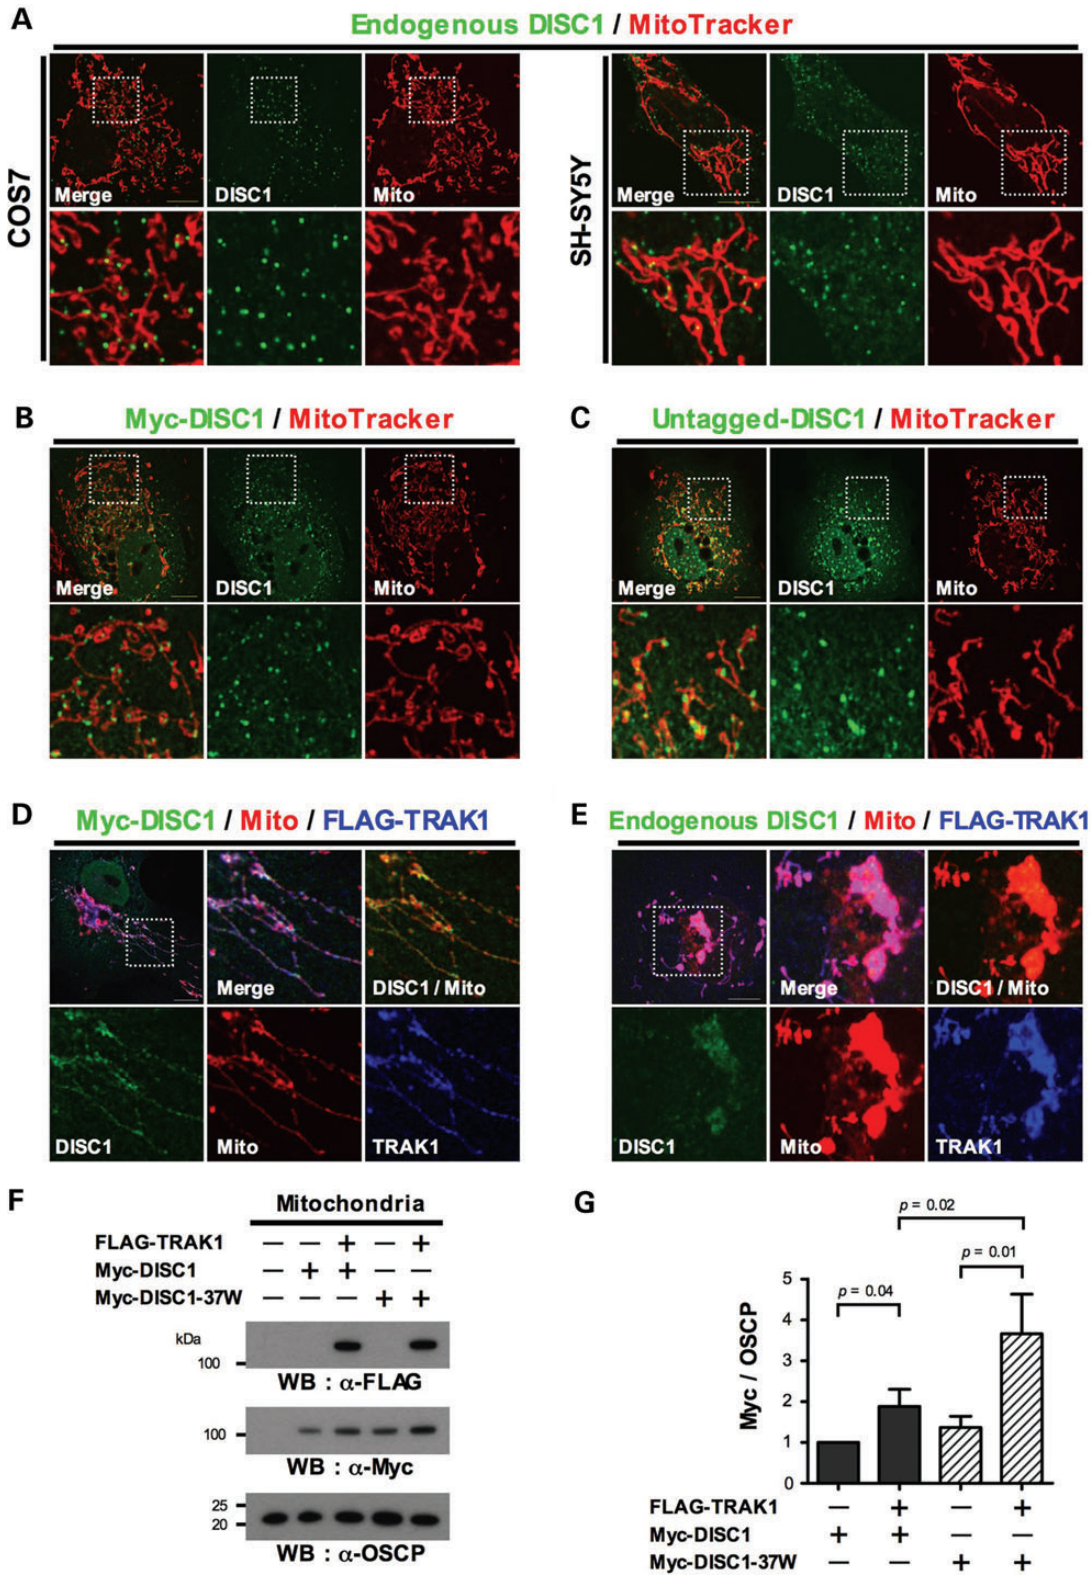 A
Endogenous DISC1 / MitoTracker
COS7
Merge
DISC1
Mito
SH-SY5Y
Merge
DISC1
Mito
B
Myc-DISC1 / MitoTracker
Merge
DISC1
Mito
C
Untagged-DISC1 / MitoTracker
Merge
DISC1
Mito
D
Myc-DISC1 / Mito / FLAG-TRAK1
Merge
DISC1 / Mito
DISC1
Mito
TRAK1
E
Endogenous DISC1 / Mito / FLAG-TRAK1
Merge
DISC1 / Mito
DISC1
Mito
TRAK1
F
Mitochondria
FLAG-TRAK1 — — + — +
Myc-DISC1 — + + — —
Myc-DISC1-37W — — — + +
kDa
100
WB : α-FLAG
100
WB : α-Myc
25
20
WB : α-OSCP
G
p = 0.02
p = 0.01
p = 0.04
Myc / OSCP
5
4
3
2
1
0
FLAG-TRAK1 — + — +
Myc-DISC1 + + — —
Myc-DISC1-37W — — + +